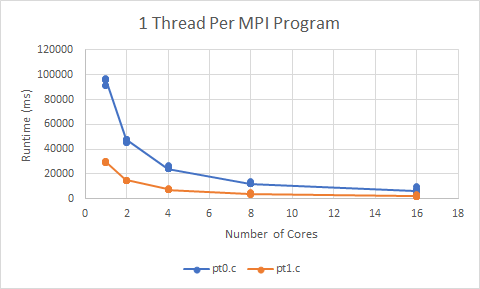 1 Thread Per MPI Program
120000
100000
80000
60000
40000
20000
0
Runtime (ms)
0 2 4 6 8 10 12 14 16 18
Number of Cores
pt0.c pt1.c